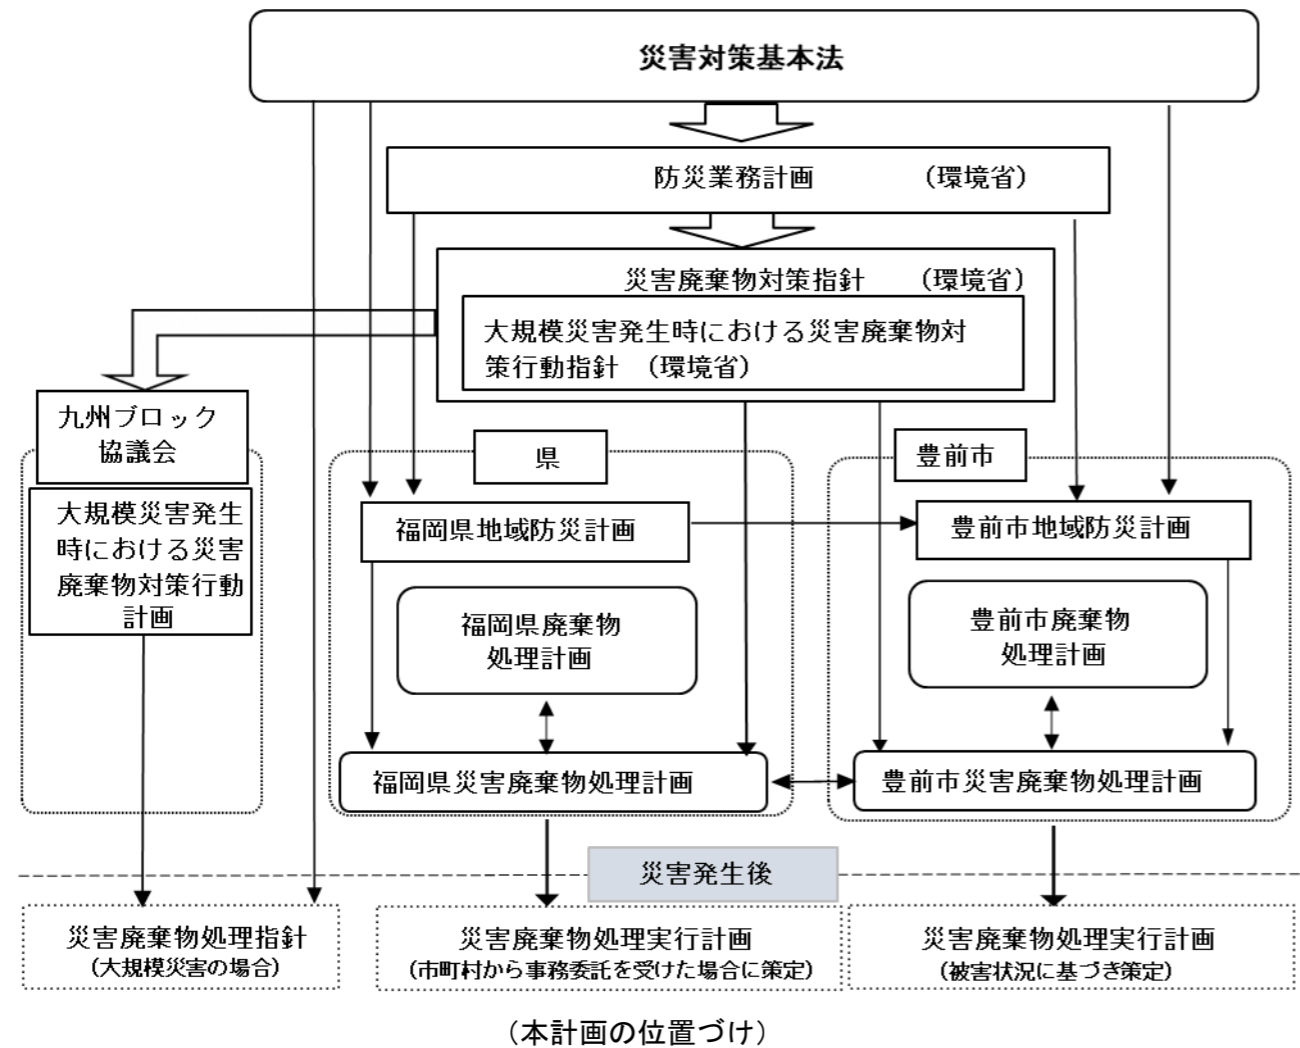 災害対策基本法
防災業務計画　（環境省）
災害廃棄物対策指針　（環境省）
大規模災害発生時における災害廃棄物対
策行動指針　（環境省）
九州ブロック
協議会
大規模災害発生
時における災害
廃棄物対策行動
計画
県
福岡県地域防災計画
福岡県廃棄物
処理計画
福岡県災害廃棄物処理計画
豊前市
豊前市地域防災計画
豊前市廃棄物
処理計画
豊前市災害廃棄物処理計画
災害発生後
災害廃棄物処理指針
（大規模災害の場合）
災害廃棄物処理実行計画
（市町村から事務委託を受けた場合に策定）
災害廃棄物処理実行計画
（被害状況に基づき策定）
（本計画の位置づけ）